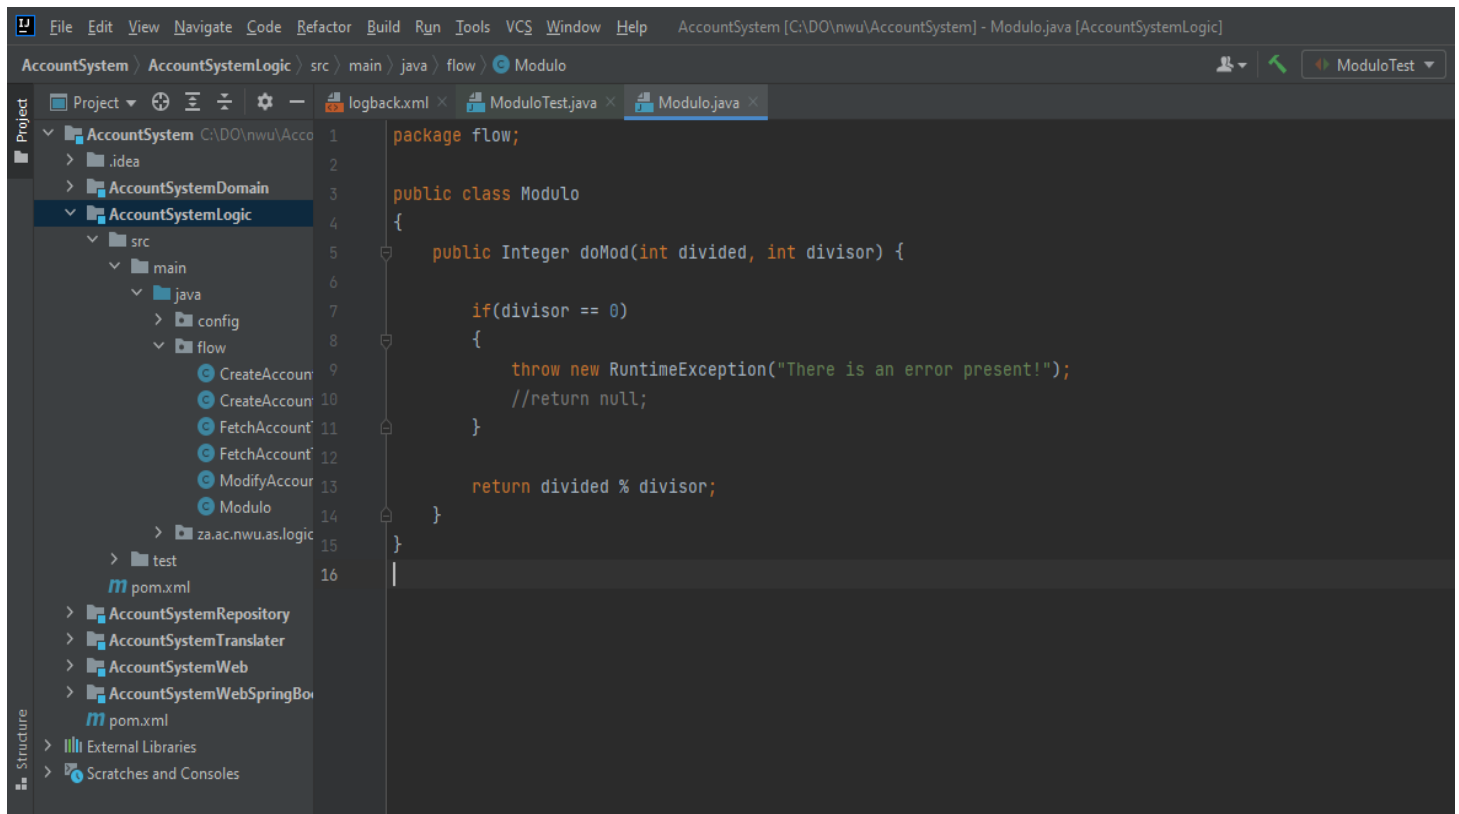 IJ File Edit View Navigate Code Refactor Build Run Tools VCS Window Help AccountSystem [C:\DO\nwu\AccountSystem] - Modulo.java [AccountSystemLogic]
AccountSystem 〉 AccountSystemLogic 〉 src 〉 main 〉 java 〉 flow 〉 C Modulo ModuloTest
Project
Project
logback.xml ModuloTest.java Modulo.java
AccountSystem C:\DO\nwu\Acco
.idea
AccountSystemDomain
AccountSystemLogic
src
main
java
config
flow
C CreateAccoun
C CreateAccoun
C FetchAccount
C FetchAccount
C ModifyAccour
C Modulo
za.ac.nwu.as.logic
test
m pom.xml
AccountSystemRepository
AccountSystemTranslater
AccountSystemWeb
AccountSystemWebSpringBo
m pom.xml
External Libraries
Scratches and Consoles
Structure
1 package flow;
2
3 public class Modulo
4 {
5 public Integer doMod(int divided, int divisor) {
6
7 if(divisor == 0)
8 {
9 throw new RuntimeException("There is an error present!");
10 //return null;
11 }
12
13 return divided % divisor;
14 }
15 }
16